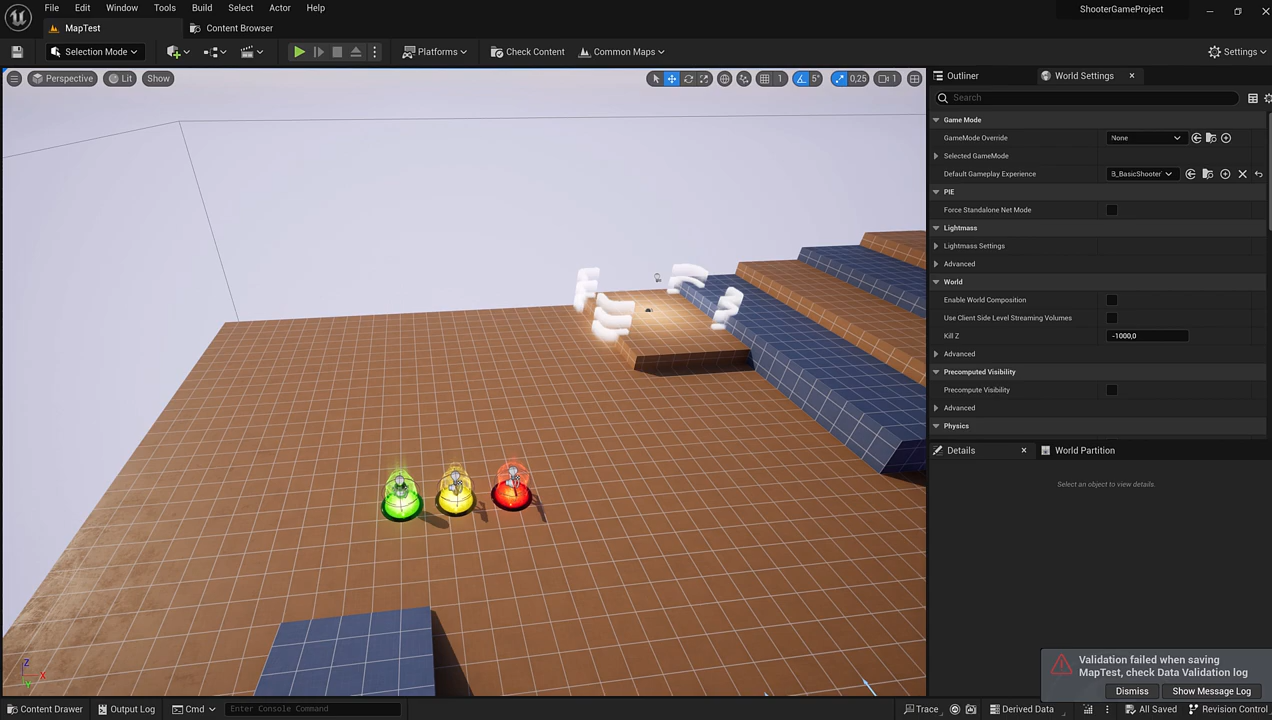 File Edit Window Tools Build Select Actor Help
ShooterGameProject
MapTest
Content Browser
Selection Mode
Platforms
Check Content
Common Maps
Settings
Perspective
Lit
Show
1
5°
0,25
1
Outliner
World Settings
Search
Game Mode
GameMode Override
None
Selected GameMode
Default Gameplay Experience
B_BasicShooter
PIE
Force Standalone Net Mode
Lightmass
Lightmass Settings
Advanced
World
Enable World Composition
Use Client Side Level Streaming Volumes
Kill Z
-1000,0
Advanced
Precomputed Visibility
Precompute Visibility
Advanced
Physics
Details
World Partition
Select an object to view details.
Z
X
Y
Validation failed when saving
MapTest, check Data Validation log
Dismiss
Show Message Log
Content Drawer
Output Log
Cmd
Enter Console Command
Trace
Derived Data
All Saved
Revision Control